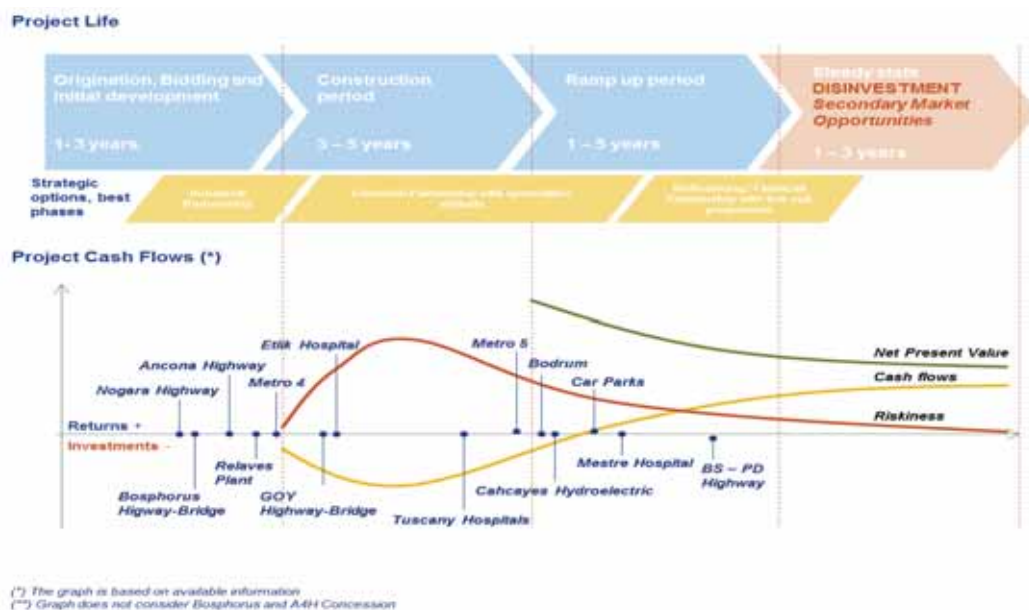 Project Life
Origination, Bidding and
initial development
1- 3 years
Construction
period
3 – 5 years
Ramp up period
1 – 5 years
Steady state
DISINVESTMENT
Secondary Market
Opportunities
1 – 3 years
Strategic
options, best
phases
Partnership with
Project Cash Flows (*)
Etlik Hospital
Metro 5
Ancona Highway
Bodrum
Net Present Value
Nogara Highway
Metro 4
Car Parks
Cash flows
Returns +
Riskiness
Investments -
Relaves
Plant
Mestre Hospital
BS – PD
Highway
Bosphorus
Higway-Bridge
GOY
Highway-Bridge
Cahcayes Hydroelectric
Tuscany Hospitals
(*) The graph is based on available information
(**) Graph does not consider Bosphorus and A4H Concession